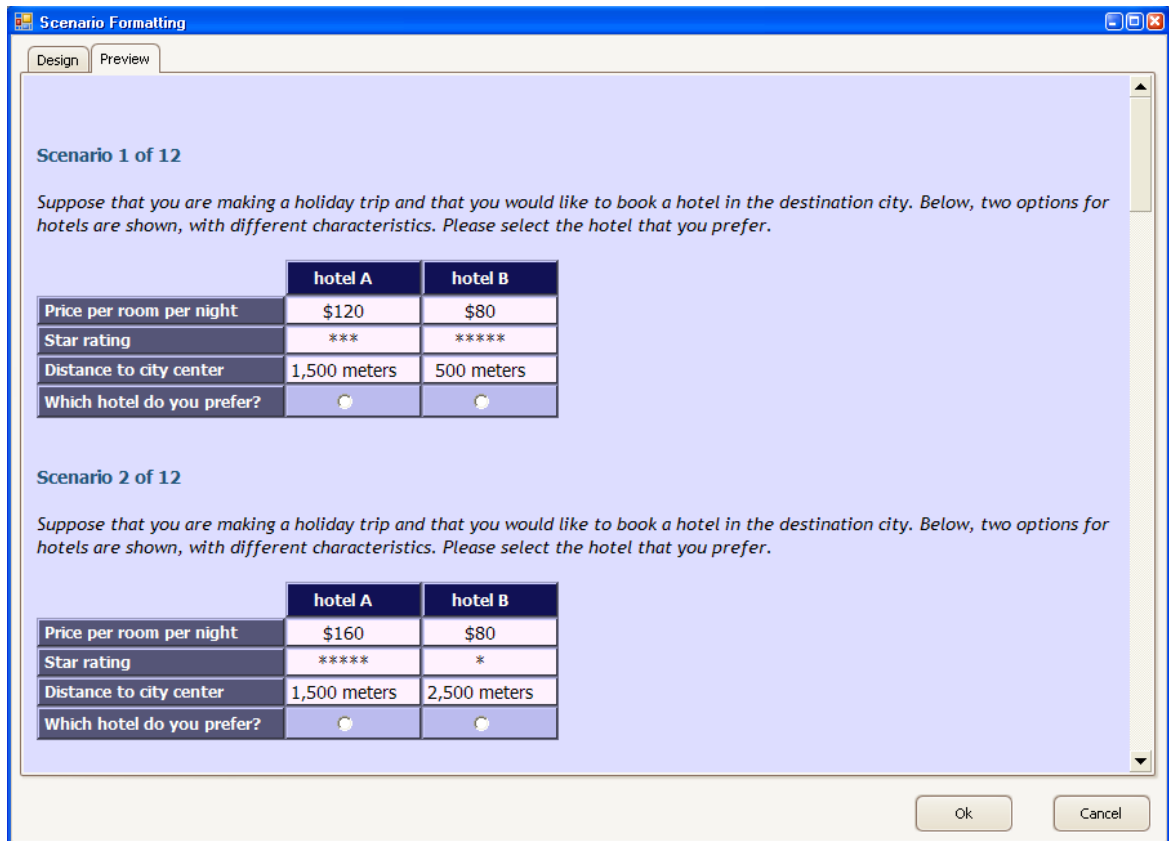 Scenario Formatting
Design Preview
Scenario 1 of 12
Suppose that you are making a holiday trip and that you would like to book a hotel in the destination city. Below, two options for
hotels are shown, with different characteristics. Please select the hotel that you prefer.
hotel A hotel B
Price per room per night $120 $80
Star rating *** *****
Distance to city center 1,500 meters 500 meters
Which hotel do you prefer?
Scenario 2 of 12
Suppose that you are making a holiday trip and that you would like to book a hotel in the destination city. Below, two options for
hotels are shown, with different characteristics. Please select the hotel that you prefer.
hotel A hotel B
Price per room per night $160 $80
Star rating ***** *
Distance to city center 1,500 meters 2,500 meters
Which hotel do you prefer?
Ok Cancel